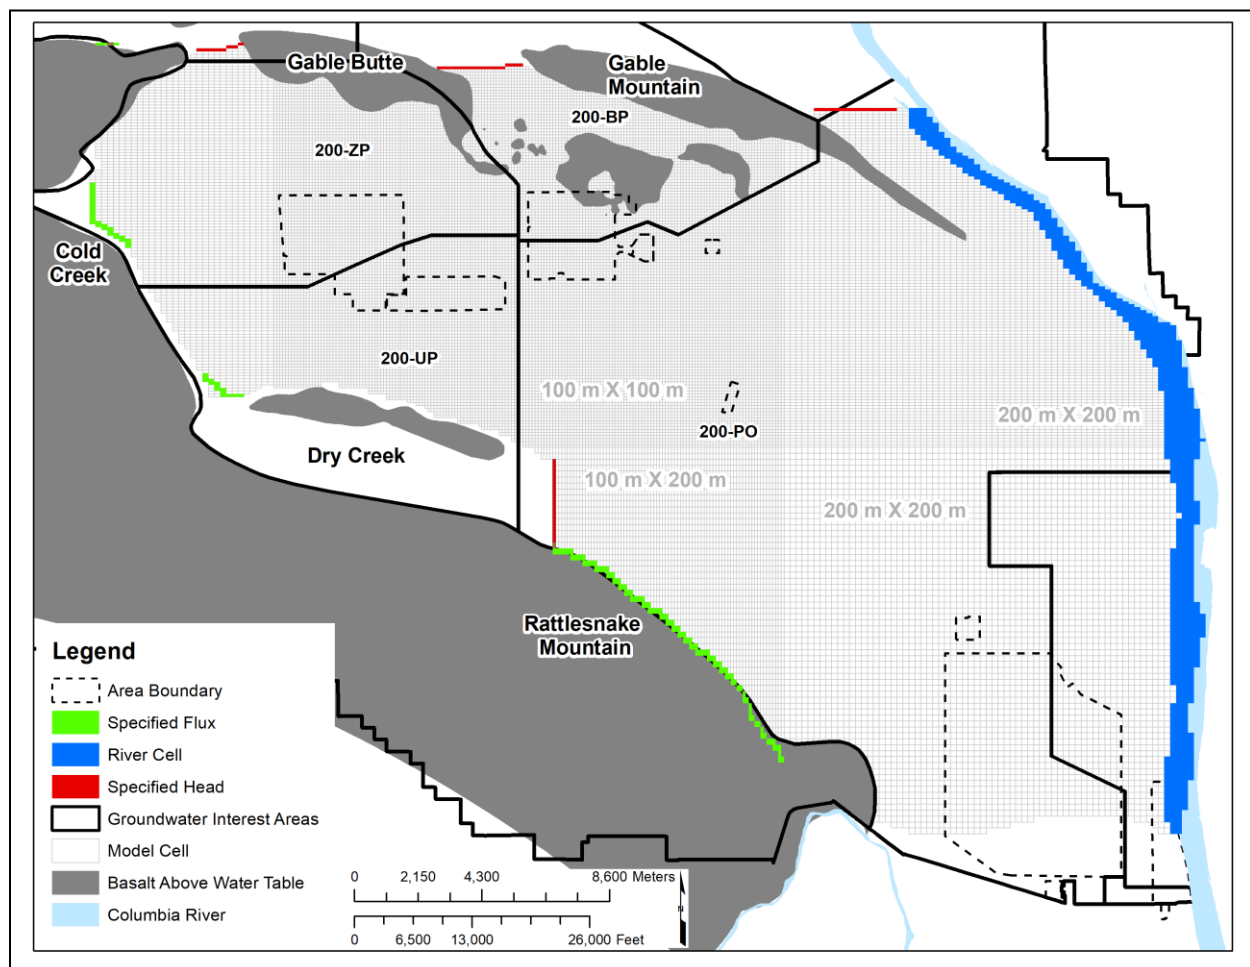 Gable Butte
Gable
Mountain
200-BP
200-ZP
Cold
Creek
200-UP
100 m X 100 m
200 m X 200 m
200-PO
Dry Creek
100 m X 200 m
200 m X 200 m
Rattlesnake
Mountain
Legend
Area Boundary
Specified Flux
River Cell
Specified Head
Groundwater Interest Areas
Model Cell
Basalt Above Water Table
Columbia River
0 2,150 4,300 8,600 Meters
0 6,500 13,000 26,000 Feet